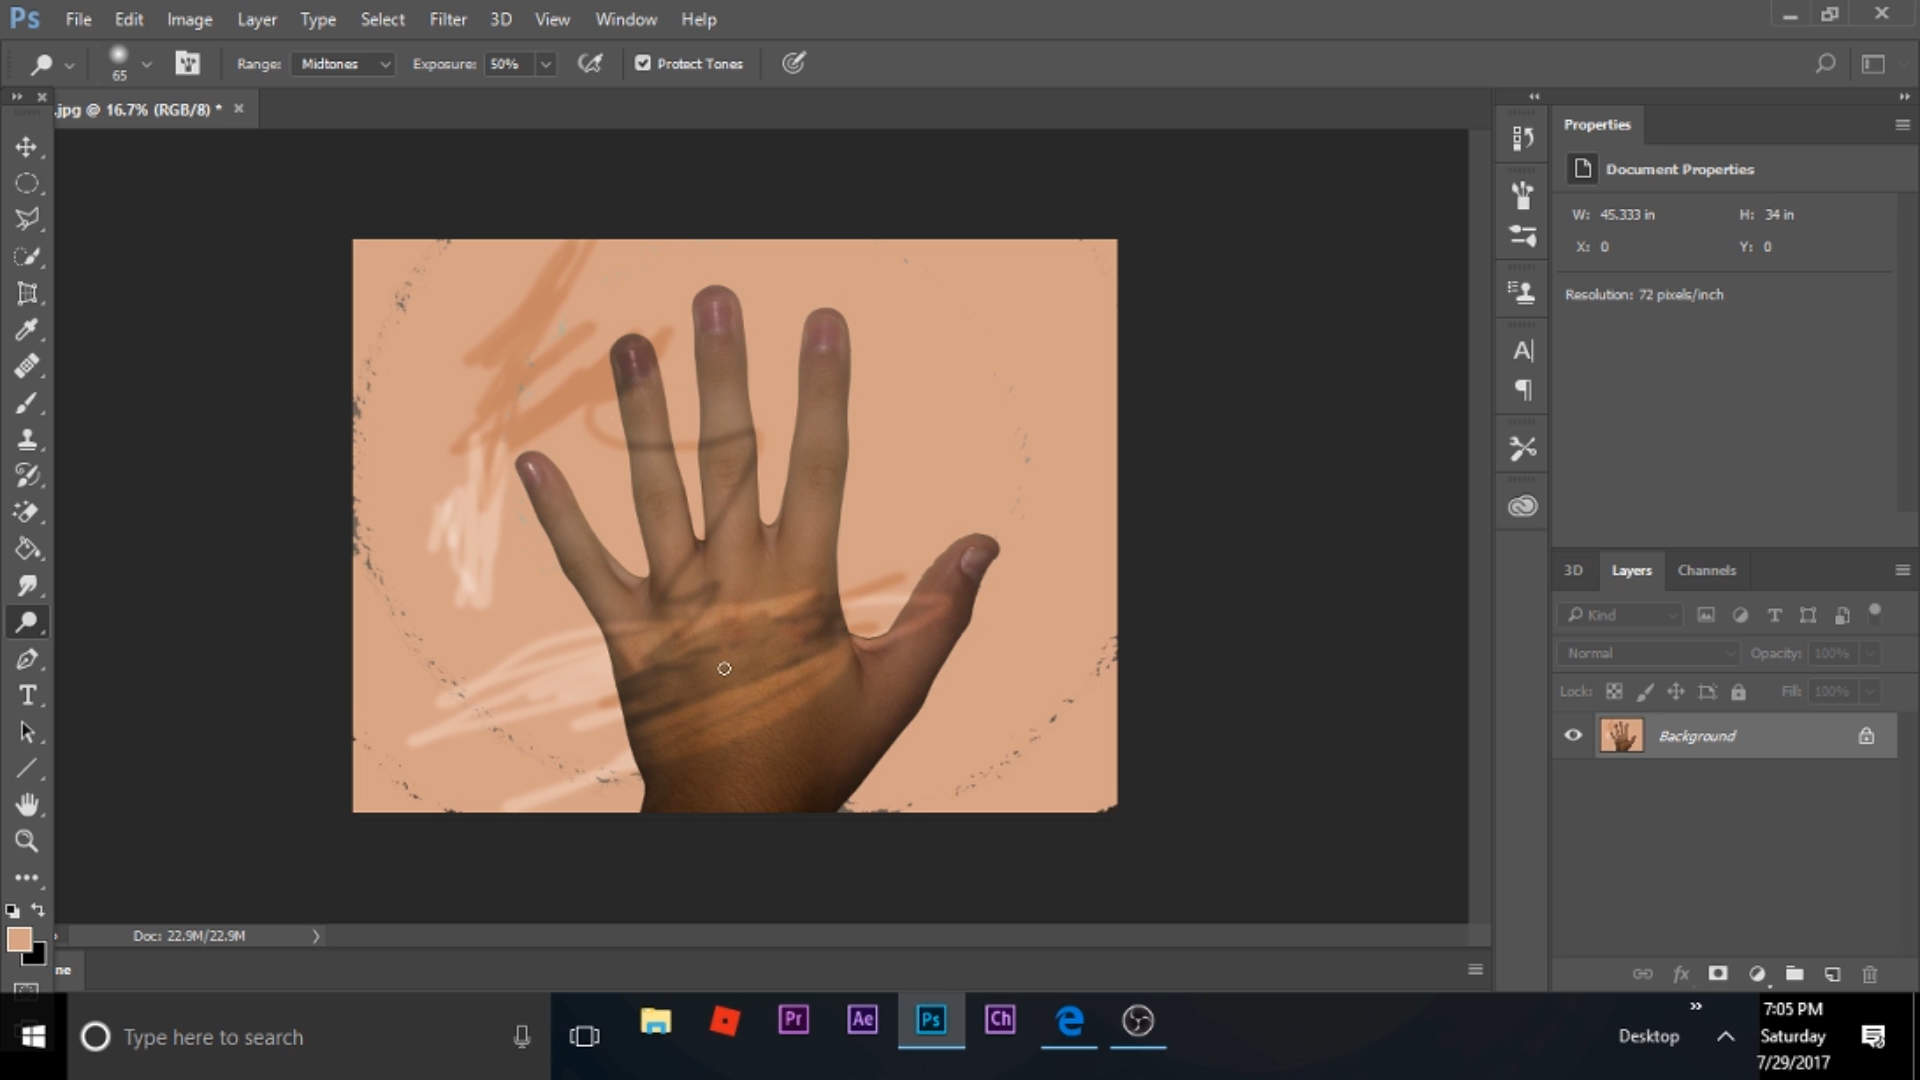 Ps File Edit Image Layer Type Select Filter 3D View Window Help
65 Range: Midtones Exposure: 50% Protect Tones
.jpg @ 16.7% (RGB/8) *
Properties
Document Properties
W: 45.333 in H: 34 in
X: 0 Y: 0
Resolution: 72 pixels/inch
3D Layers Channels
Kind
Normal Opacity: 100%
Lock: Fill: 100%
Background
fx
Doc: 22.9M/22.9M
ne
Type here to search
Pr Ae Ps Ch
Desktop
7:05 PM
Saturday
7/29/2017